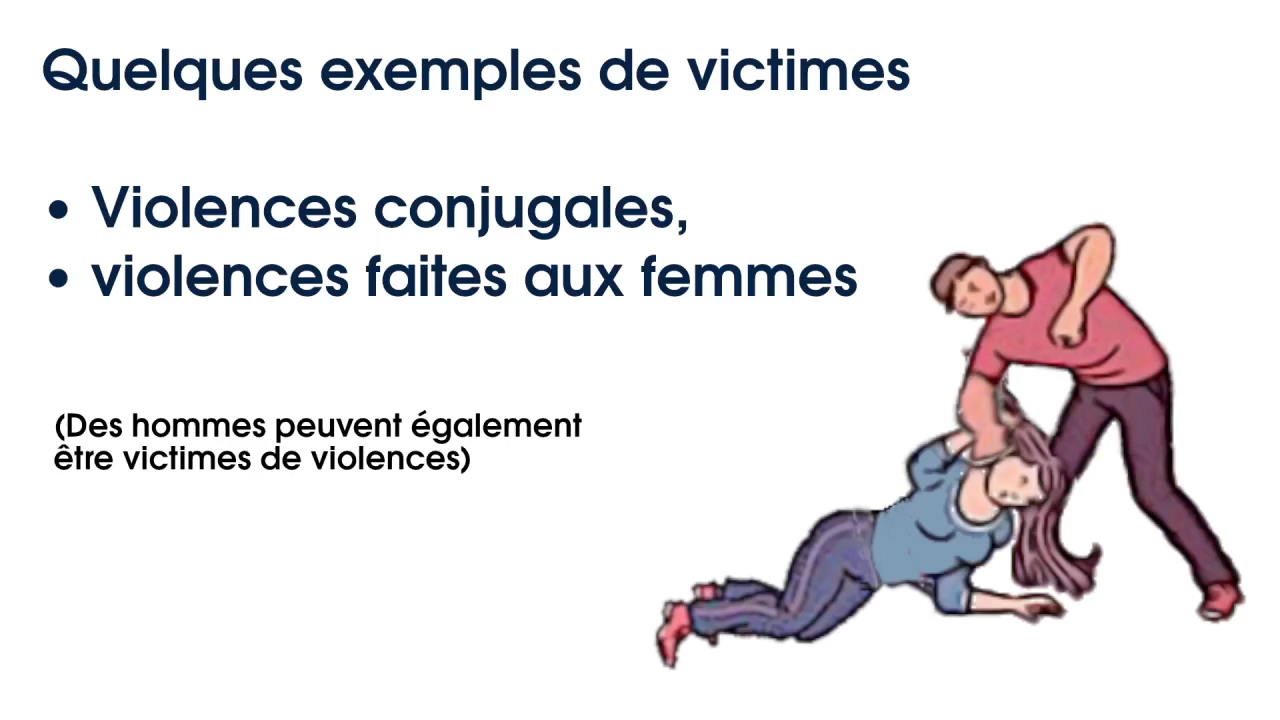 Quelques exemples de victimes
• Violences conjugales,
• violences faites aux femmes
(Des hommes peuvent également
être victimes de violences)